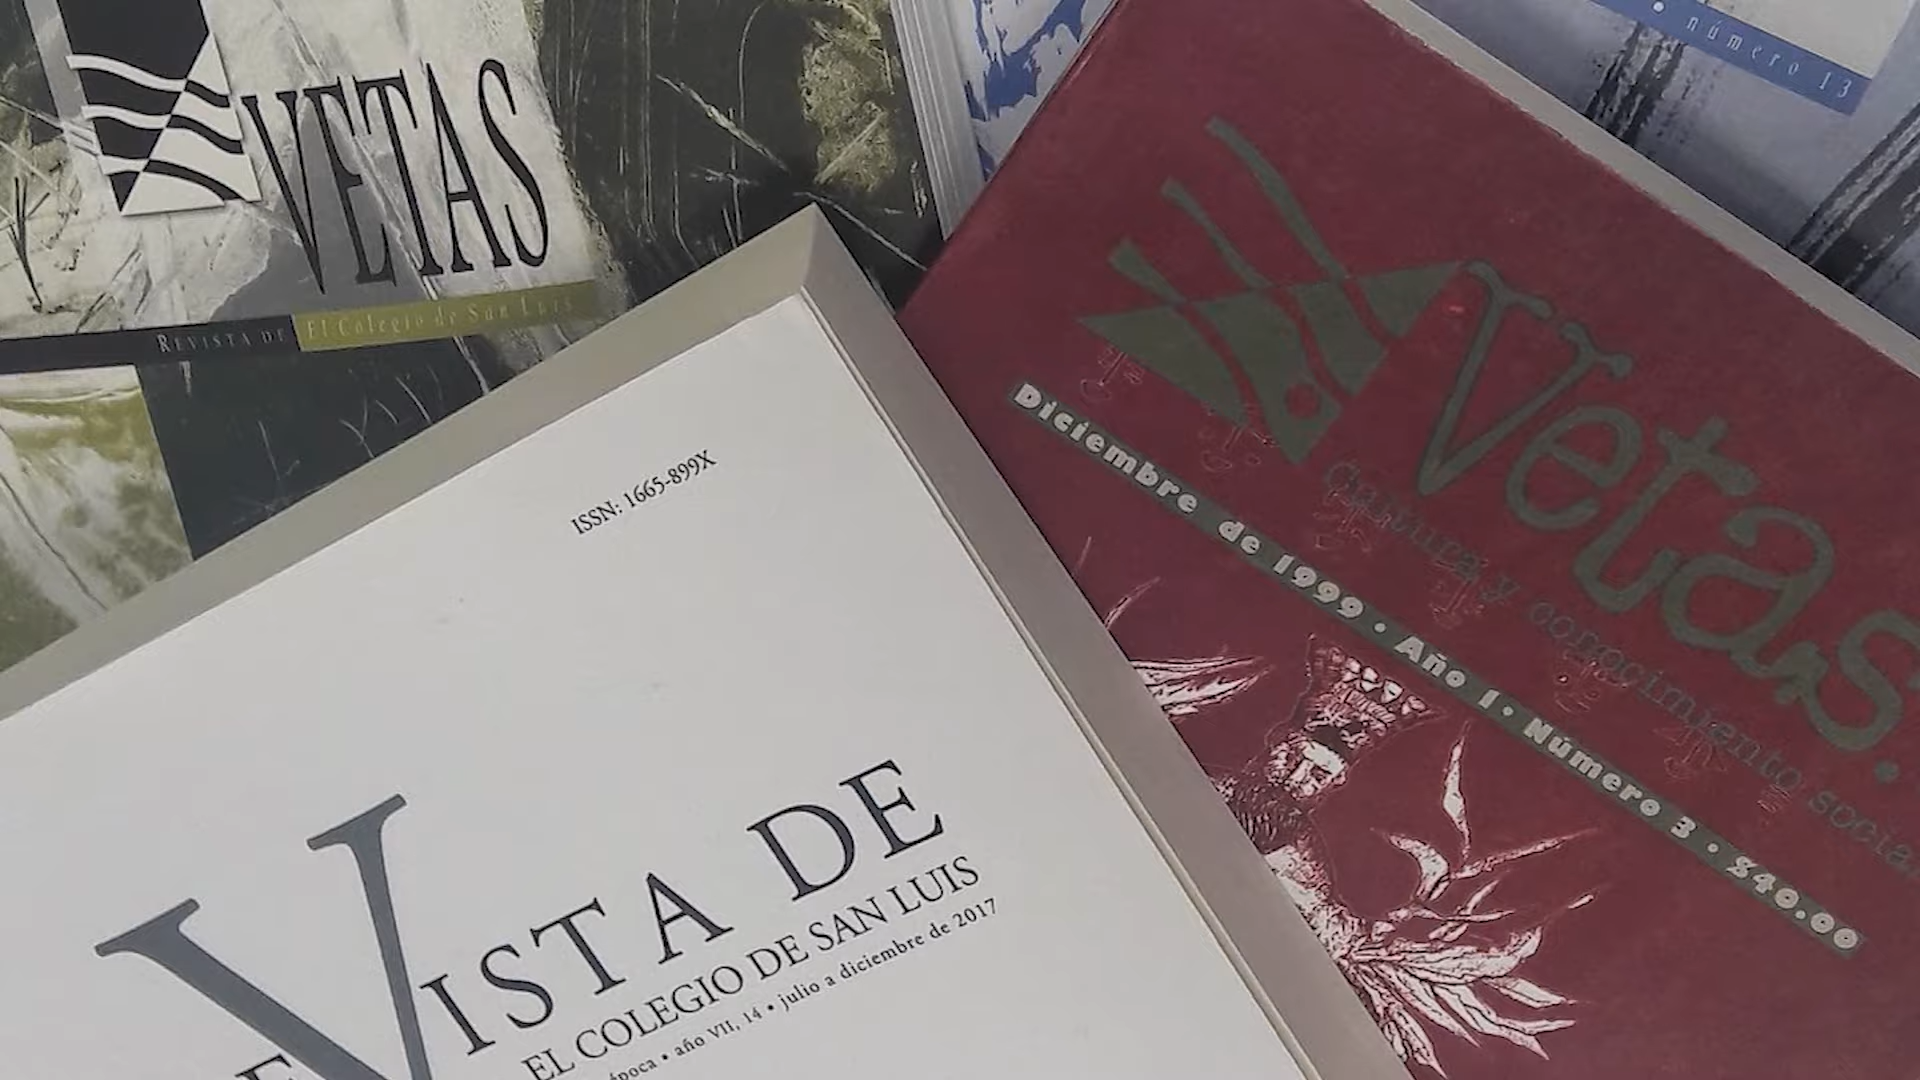 VETAS
REVISTA DE El Colegio de San Luis
• número 13
Vetas.
Cultura y conocimiento social
Diciembre de 1999 • Año 1 • Número 3 • $40.00
ISSN: 1665-899X
EVISTA DE
EL COLEGIO DE SAN LUIS
época • año VII, 14 • julio a diciembre de 2017